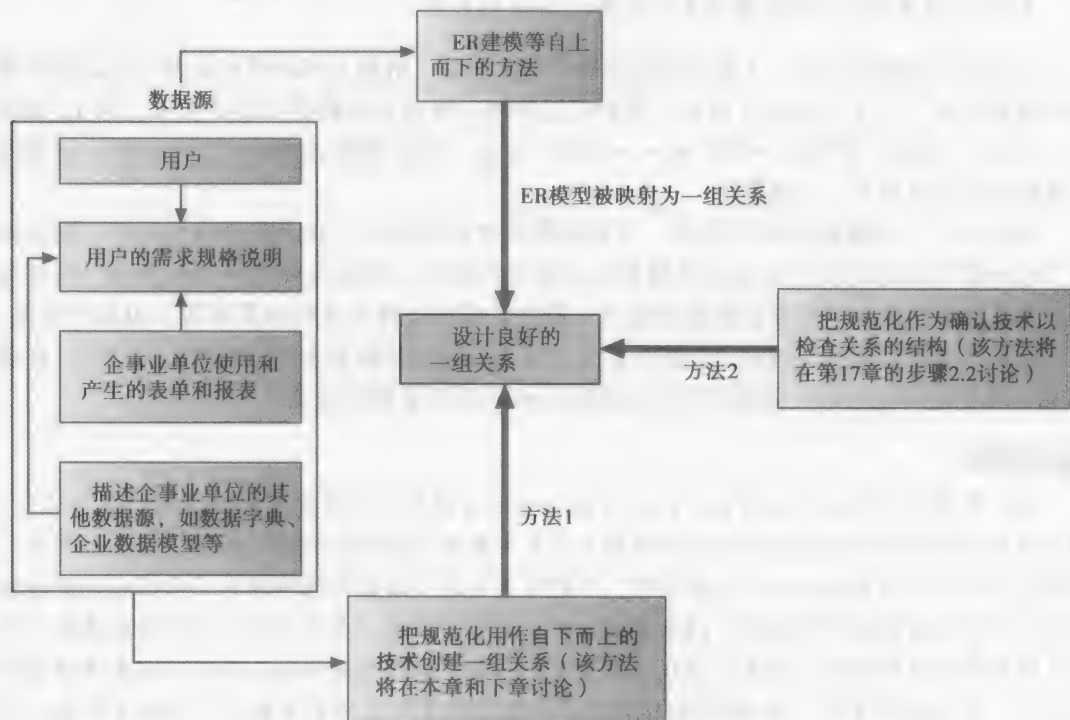 ER建模等自上
而下的方法
数据源
用户
ER模型被映射为一组关系
用户的需求规格说明
设计良好的
一组关系
把规范化作为确认技术以
检查关系的结构（该方法将
在第17章的步骤2.2讨论）
方法2
企事业单位使用和
产生的表单和报表
描述企事业单位的其
他数据源，如数据字典、
企业数据模型等
方法1
把规范化用作自下而上的
技术创建一组关系（该方法
将在本章和下章讨论）